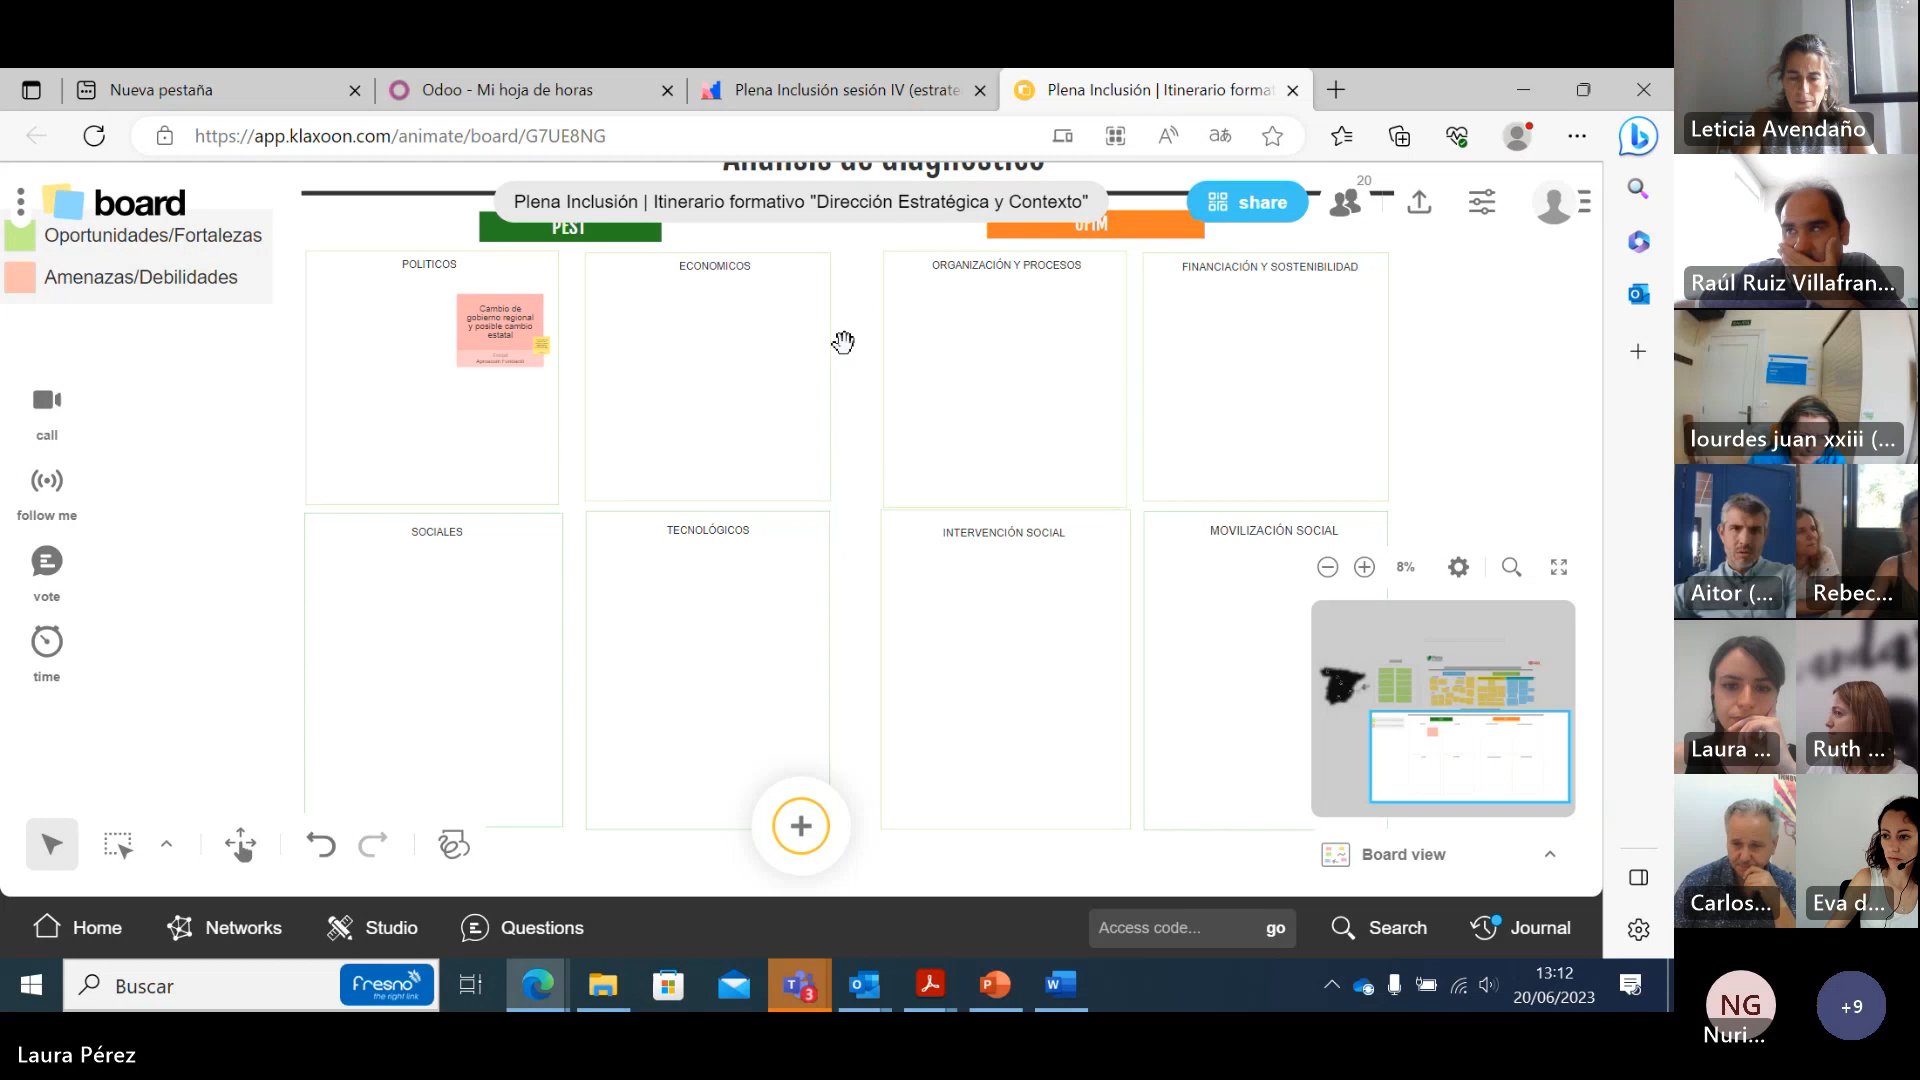 Nueva pestaña
Odoo - Mi hoja de horas
Plena Inclusión sesión IV (estrate
Plena Inclusión | Itinerario format
https://app.klaxoon.com/animate/board/G7UE8NG
Análisis de diagnóstico
board
Plena Inclusión | Itinerario formativo "Dirección Estratégica y Contexto"
share
20
Oportunidades/Fortalezas
Amenazas/Debilidades
PEST
OFIM
POLITICOS
ECONOMICOS
ORGANIZACIÓN Y PROCESOS
FINANCIACIÓN Y SOSTENIBILIDAD
Cambio de
gobierno regional
y posible cambio
estatal
call
follow me
vote
time
SOCIALES
TECNOLÓGICOS
INTERVENCIÓN SOCIAL
MOVILIZACIÓN SOCIAL
8%
Board view
Home
Networks
Studio
Questions
Access code...
go
Search
Journal
Buscar
Fresno
the right link
3
13:12
20/06/2023
Laura Pérez
Leticia Avendaño
Raúl Ruiz Villafran...
lourdes juan xxiii (...
Aitor (...
Rebec...
Laura ...
Ruth ...
Carlos...
Eva d...
NG
Nuri...
+9